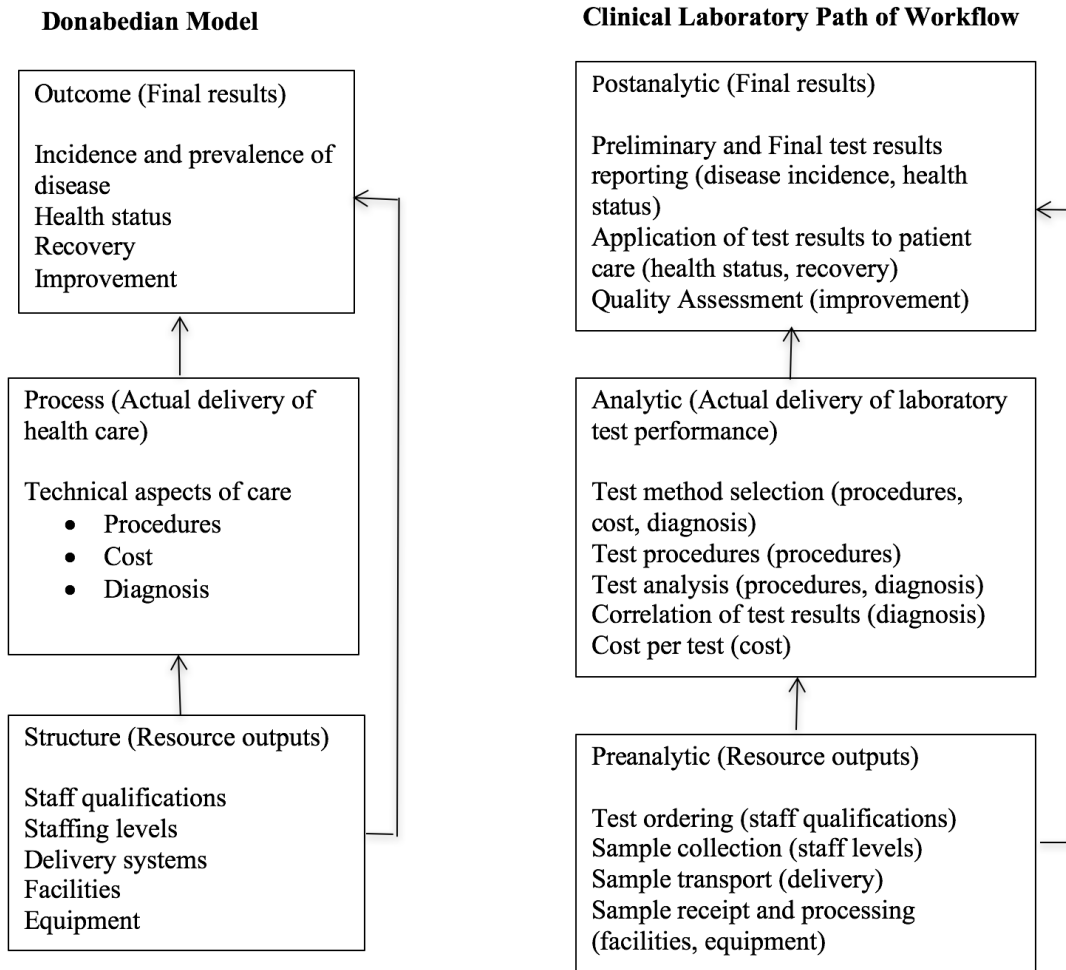 Donabedian Model
Outcome (Final results)
Incidence and prevalence of
disease
Health status
Recovery
Improvement
Process (Actual delivery of
health care)
Technical aspects of care
• Procedures
• Cost
• Diagnosis
Structure (Resource outputs)
Staff qualifications
Staffing levels
Delivery systems
Facilities
Equipment
Clinical Laboratory Path of Workflow
Postanalytic (Final results)
Preliminary and Final test results
reporting (disease incidence, health
status)
Application of test results to patient
care (health status, recovery)
Quality Assessment (improvement)
Analytic (Actual delivery of laboratory
test performance)
Test method selection (procedures,
cost, diagnosis)
Test procedures (procedures)
Test analysis (procedures, diagnosis)
Correlation of test results (diagnosis)
Cost per test (cost)
Preanalytic (Resource outputs)
Test ordering (staff qualifications)
Sample collection (staff levels)
Sample transport (delivery)
Sample receipt and processing
(facilities, equipment)